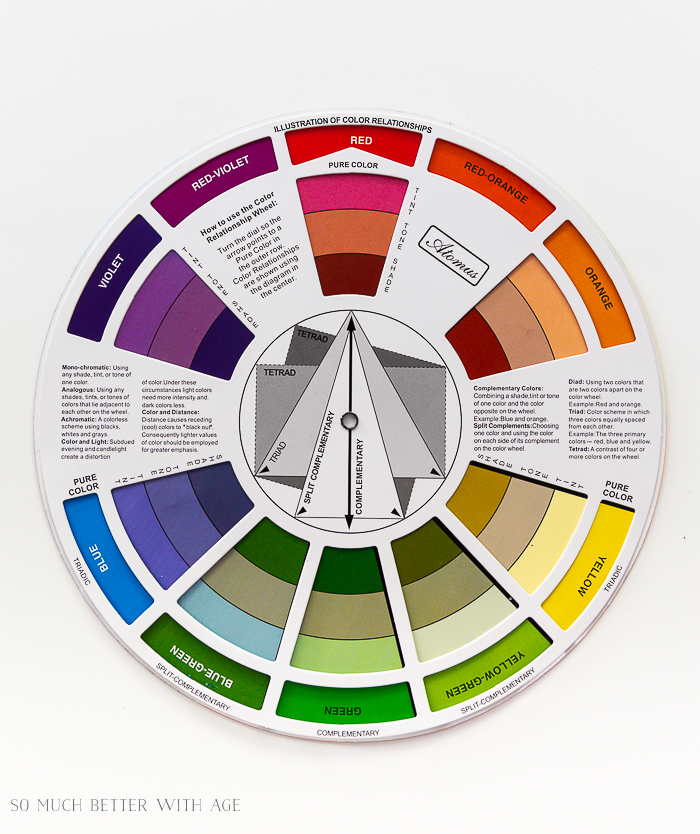 ILLUSTRATION OF COLOR RELATIONSHIPS
RED
PURE COLOR
RED-VIOLET
RED-ORANGE
VIOLET
ORANGE
How to use the Color
Relationship Wheel:
Turn the dial so the
arrow points to a
Pure Color in
the outer row.
Color Relationships
are shown using
the diagram in
the center.
TINT TONE SHADE
Atomus
TINT TONE SHADE
TETRAD
TETRAD
TRIAD
SPLIT COMPLEMENTARY
COMPLEMENTARY
Mono-chromatic: Using
any shade, tint, or tone of
one color.
Analogous: Using any
shades, tints, or tones of
colors that lie adjacent to
each other on the wheel.
Achromatic: A colorless
scheme using blacks,
whites and grays.
Color and Light: Subdued
evening and candlelight
create a distortion
of color.Under these
circumstances light colors
need more intensity and
dark colors less.
Color and Distance:
Distance causes receding
(cool) colors to "black out".
Consequently lighter values
of color should be employed
for greater emphasis.
Complementary Colors:
Combining a shade,tint or tone
of one color and the color
opposite on the wheel.
Example:Blue and orange.
Split Complements:Choosing
one color and using the color
on each side of its complement
on the color wheel.
Diad: Using two colors that
are two colors apart on the
color wheel.
Example:Red and orange.
Triad: Color scheme in which
three colors equally spaced
from each other.
Example: The three primary
colors — red, blue and yellow.
Tetrad: A contrast of four or
more colors on the wheel.
SHADE TONE TINT
SHADE TONE TINT
PURE
COLOR
PURE
COLOR
BLUE
TRIADIC
YELLOW
TRIADIC
BLUE-GREEN
SPLIT-COMPLEMENTARY
YELLOW-GREEN
SPLIT-COMPLEMENTARY
GREEN
COMPLEMENTARY
SO MUCH BETTER WITH AGE